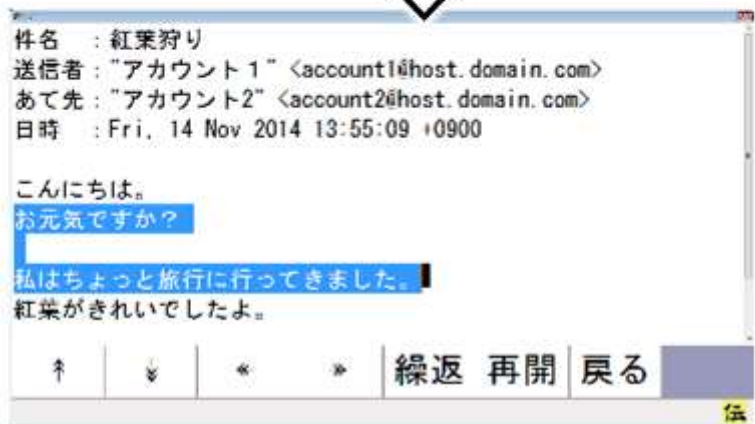 件名　：紅葉狩り
送信者："アカウント１" <account1@host.domain.com>
あて先："アカウント2" <account2@host.domain.com>
日時　：Fri, 14 Nov 2014 13:55:09 +0900
こんにちは。
お元気ですか？
私はちょっと旅行に行ってきました。
紅葉がきれいでしたよ。
↟ ↡ « » 繰返 再開 戻る
伝